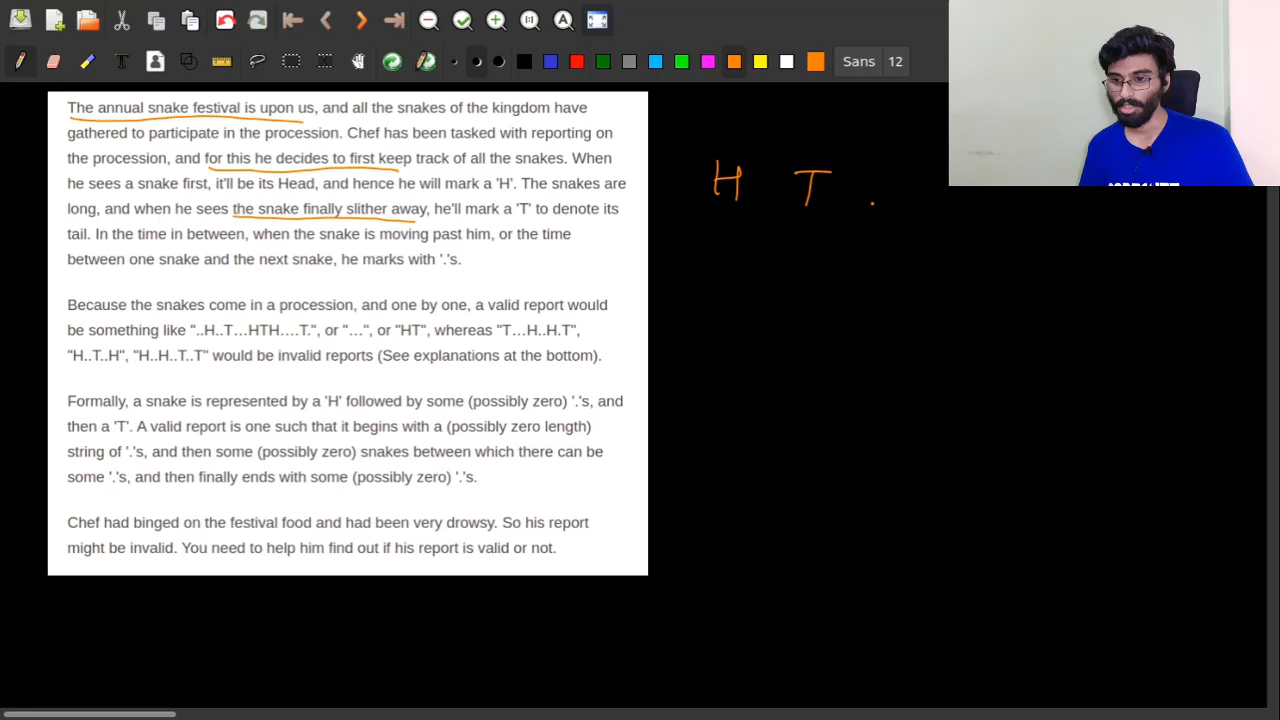 Sans 12
The annual snake festival is upon us, and all the snakes of the kingdom have
gathered to participate in the procession. Chef has been tasked with reporting on
the procession, and for this he decides to first keep track of all the snakes. When
he sees a snake first, it'll be its Head, and hence he will mark a 'H'. The snakes are
long, and when he sees the snake finally slither away, he'll mark a 'T' to denote its
tail. In the time in between, when the snake is moving past him, or the time
between one snake and the next snake, he marks with '.'s.
Because the snakes come in a procession, and one by one, a valid report would
be something like "..H..T...HTH....T.", or "...", or "HT", whereas "T...H..H.T",
"H..T..H", "H..H..T..T" would be invalid reports (See explanations at the bottom).
Formally, a snake is represented by a 'H' followed by some (possibly zero) '.'s, and
then a 'T'. A valid report is one such that it begins with a (possibly zero length)
string of '.'s, and then some (possibly zero) snakes between which there can be
some '.'s, and then finally ends with some (possibly zero) '.'s.
Chef had binged on the festival food and had been very drowsy. So his report
might be invalid. You need to help him find out if his report is valid or not.
H T .